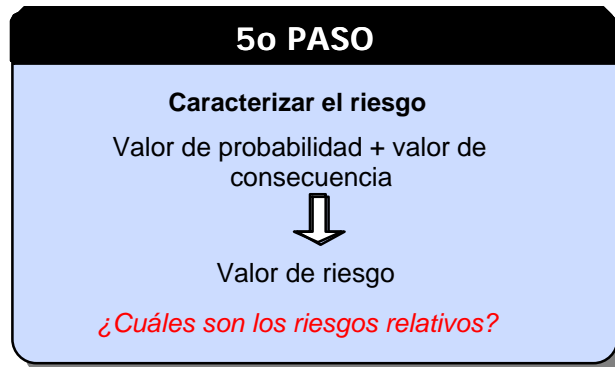 5o PASO
Caracterizar el riesgo
Valor de probabilidad + valor de
consecuencia
Valor de riesgo
¿Cuáles son los riesgos relativos?